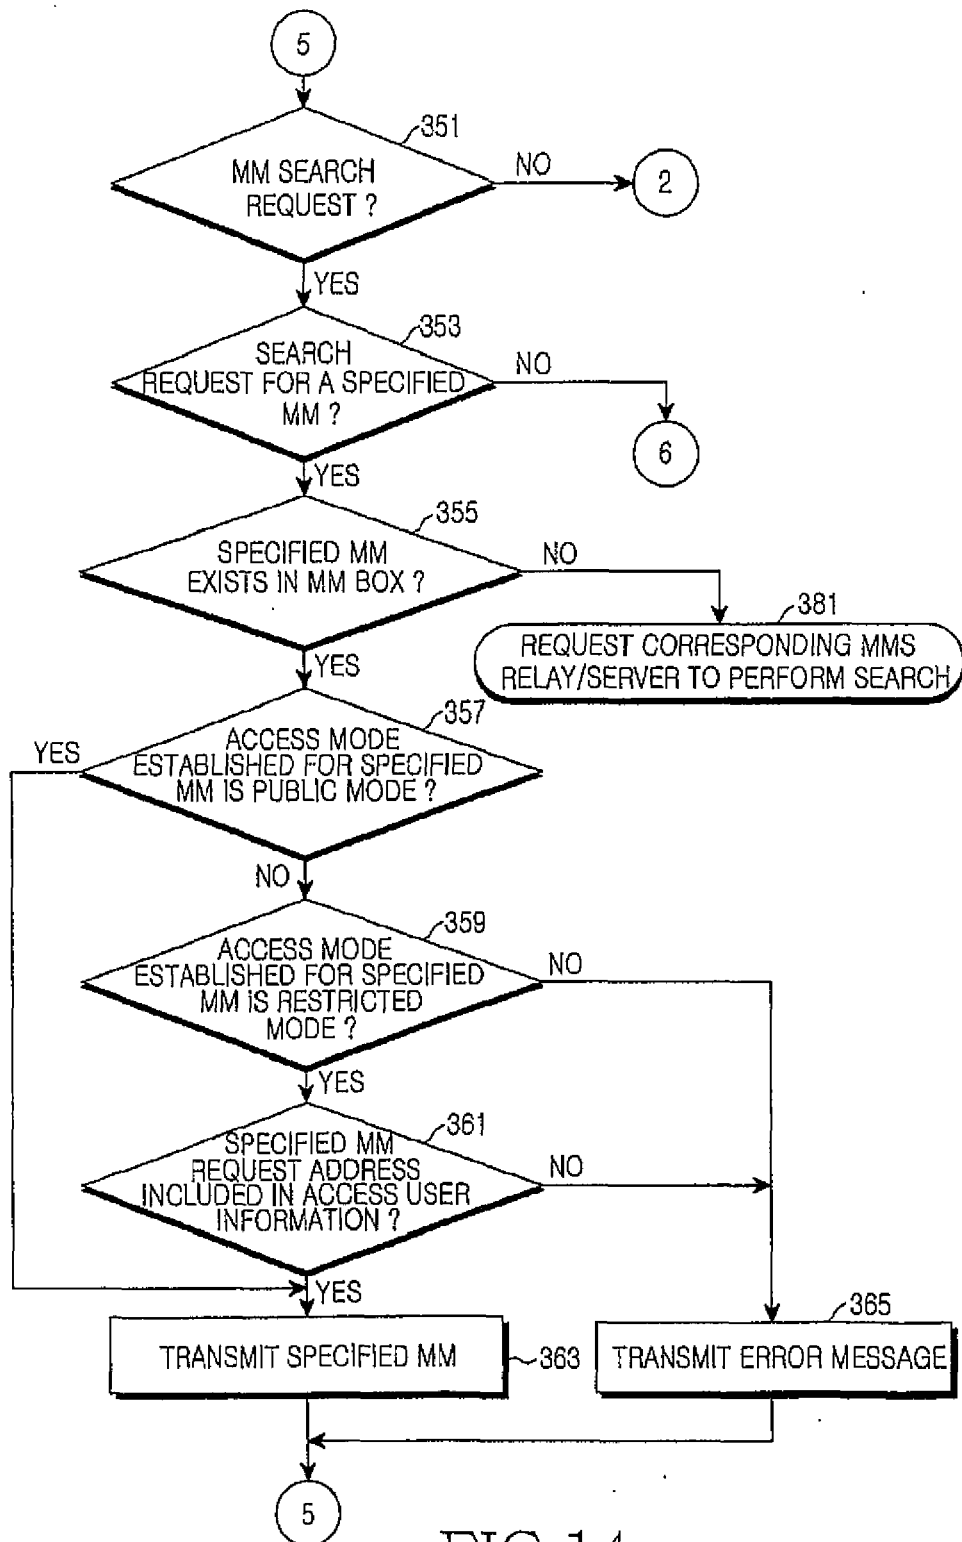 5
351
MM SEARCH
REQUEST ?
NO
2
YES
353
SEARCH
REQUEST FOR A SPECIFIED
MM ?
NO
6
YES
355
SPECIFIED MM
EXISTS IN MM BOX ?
NO
381
REQUEST CORRESPONDING MMS
RELAY/SERVER TO PERFORM SEARCH
YES
357
ACCESS MODE
ESTABLISHED FOR SPECIFIED
MM IS PUBLIC MODE ?
YES
NO
359
ACCESS MODE
ESTABLISHED FOR SPECIFIED
MM IS RESTRICTED
MODE ?
NO
YES
361
SPECIFIED MM
REQUEST ADDRESS
INCLUDED IN ACCESS USER
INFORMATION ?
NO
YES
TRANSMIT SPECIFIED MM
363
365
TRANSMIT ERROR MESSAGE
5
FIG.14